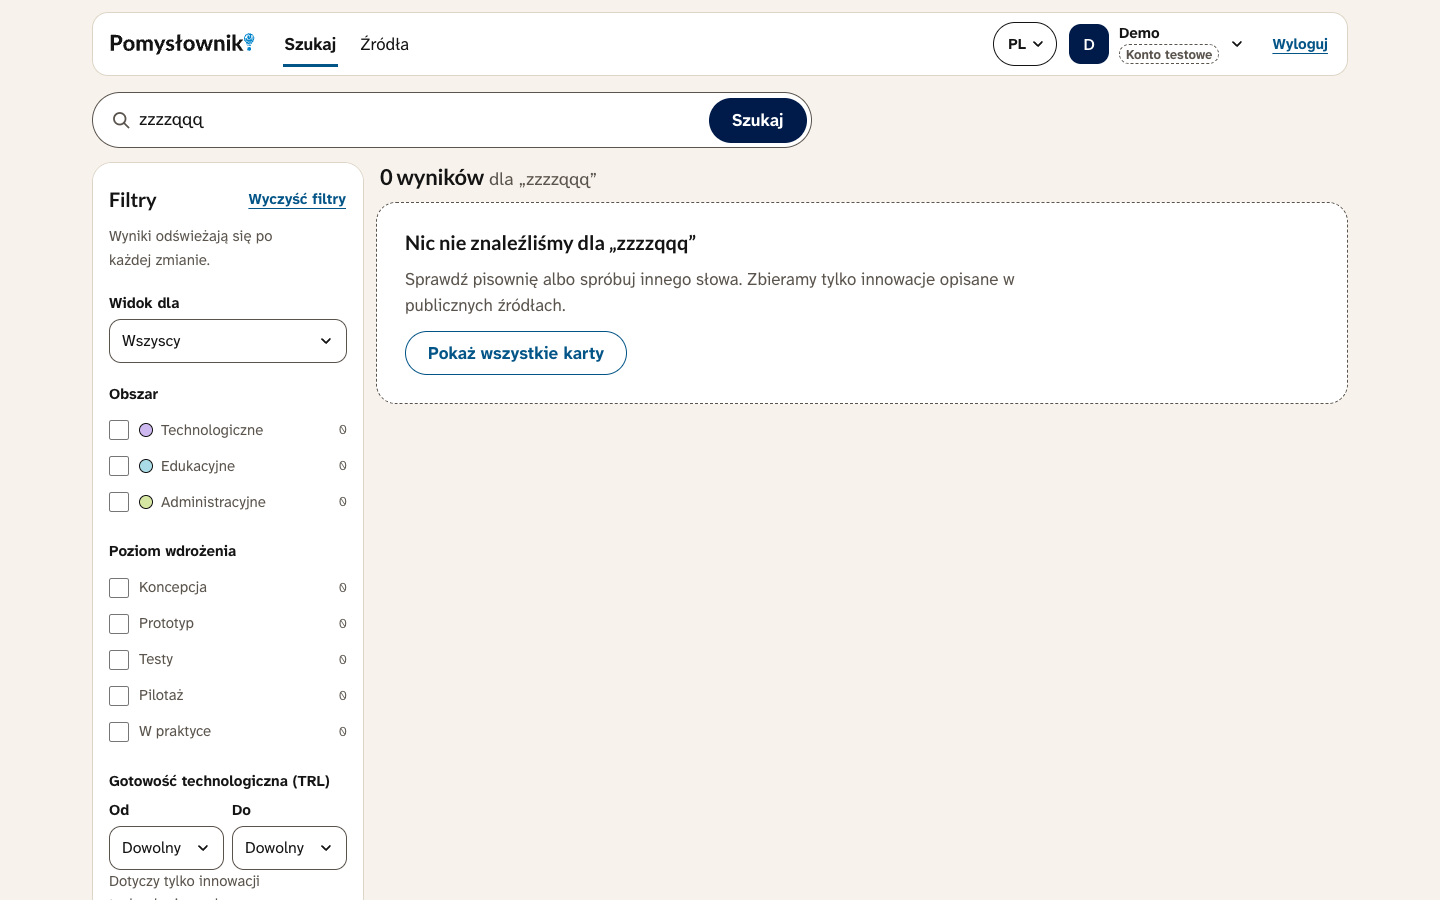 Pomysłownik
Szukaj
Źródła
PL
D
Demo
Konto testowe
Wyloguj
zzzzqqq
Szukaj
Filtry
Wyczyść filtry
Wyniki odświeżają się po
każdej zmianie.
Widok dla
Wszyscy
Obszar
Technologiczne 0
Edukacyjne 0
Administracyjne 0
Poziom wdrożenia
Koncepcja 0
Prototyp 0
Testy 0
Pilotaż 0
W praktyce 0
Gotowość technologiczna (TRL)
Od Do
Dowolny Dowolny
Dotyczy tylko innowacji
0 wyników dla „zzzzqqq”
Nic nie znaleźliśmy dla „zzzzqqq”
Sprawdź pisownię albo spróbuj innego słowa. Zbieramy tylko innowacje opisane w
publicznych źródłach.
Pokaż wszystkie karty